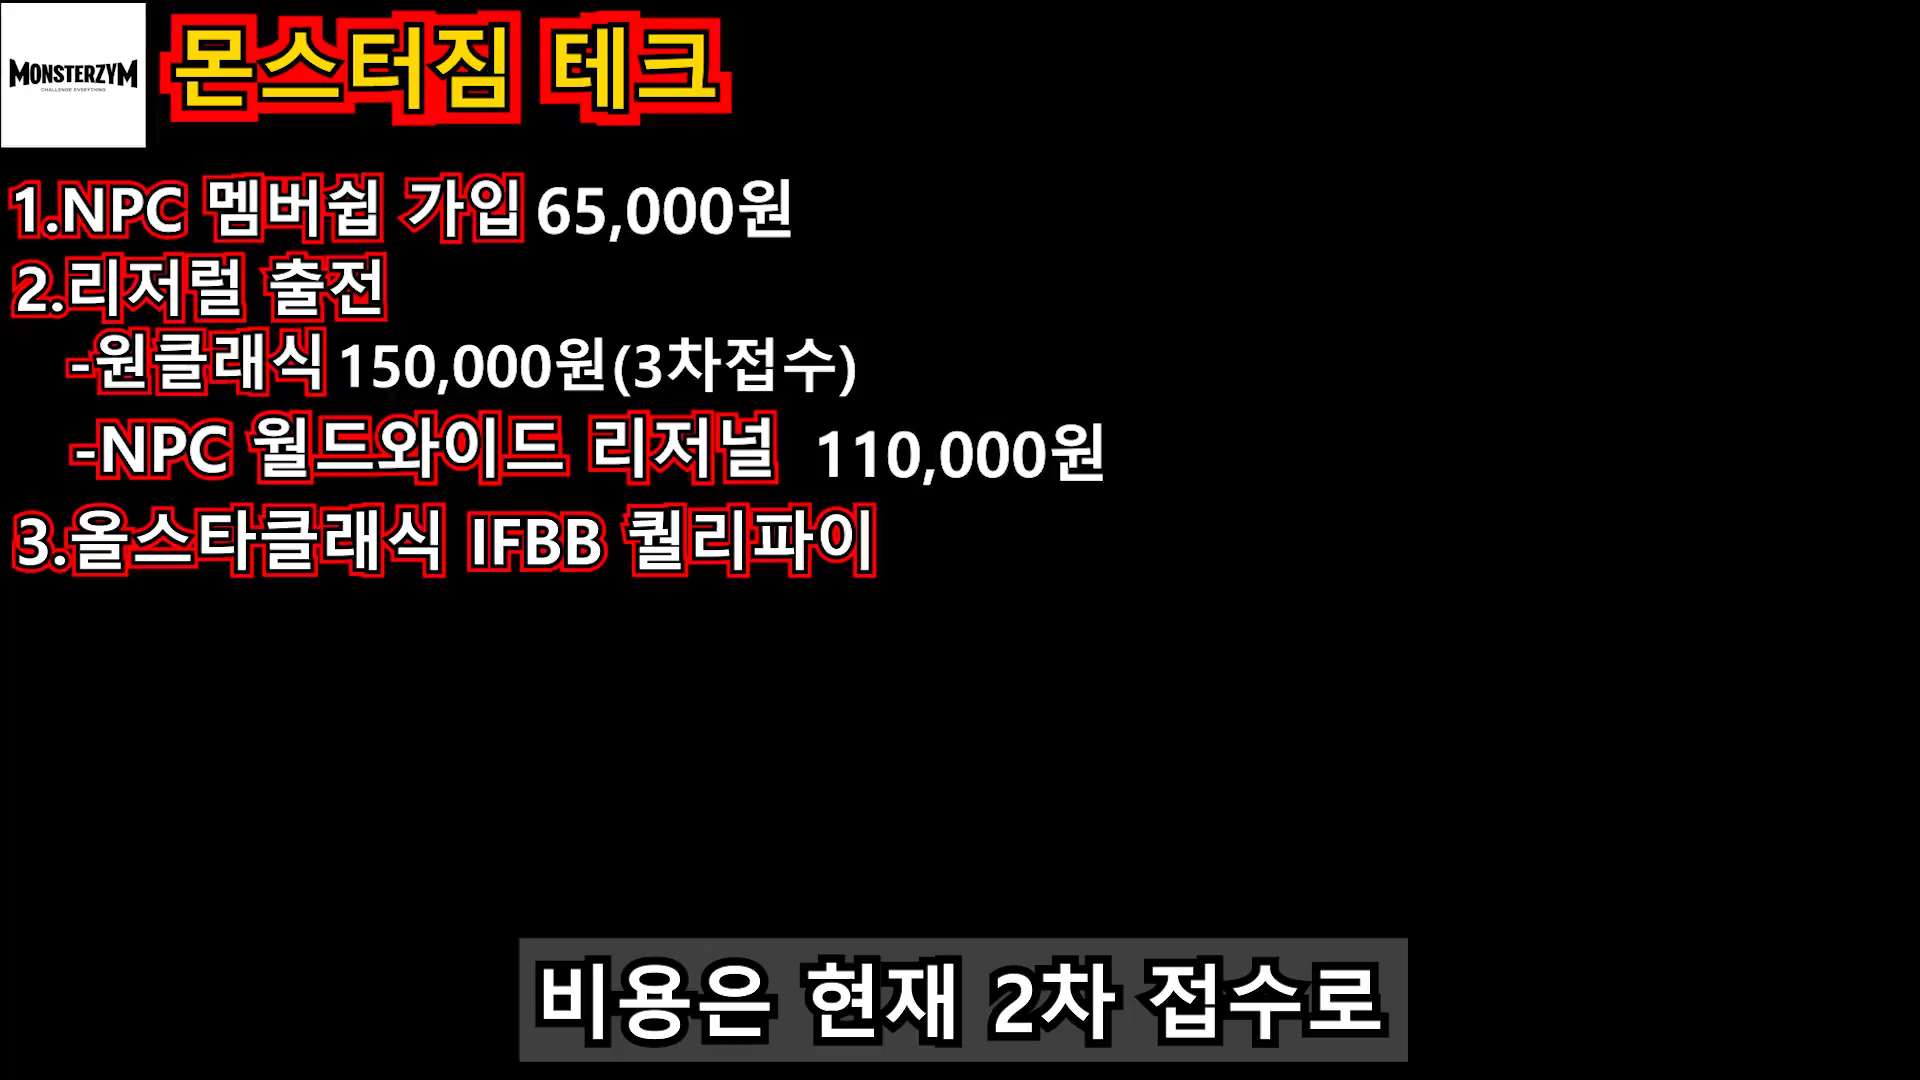 MONSTERZYM
CHALLENGE EVERYTHING
몬스터짐 테크
1.NPC 멤버쉽 가입 65,000원
2.리저럴 출전
-원클래식 150,000원(3차접수)
-NPC 월드와이드 리저널 110,000원
3.올스타클래식 IFBB 퀄리파이
비용은 현재 2차 접수로